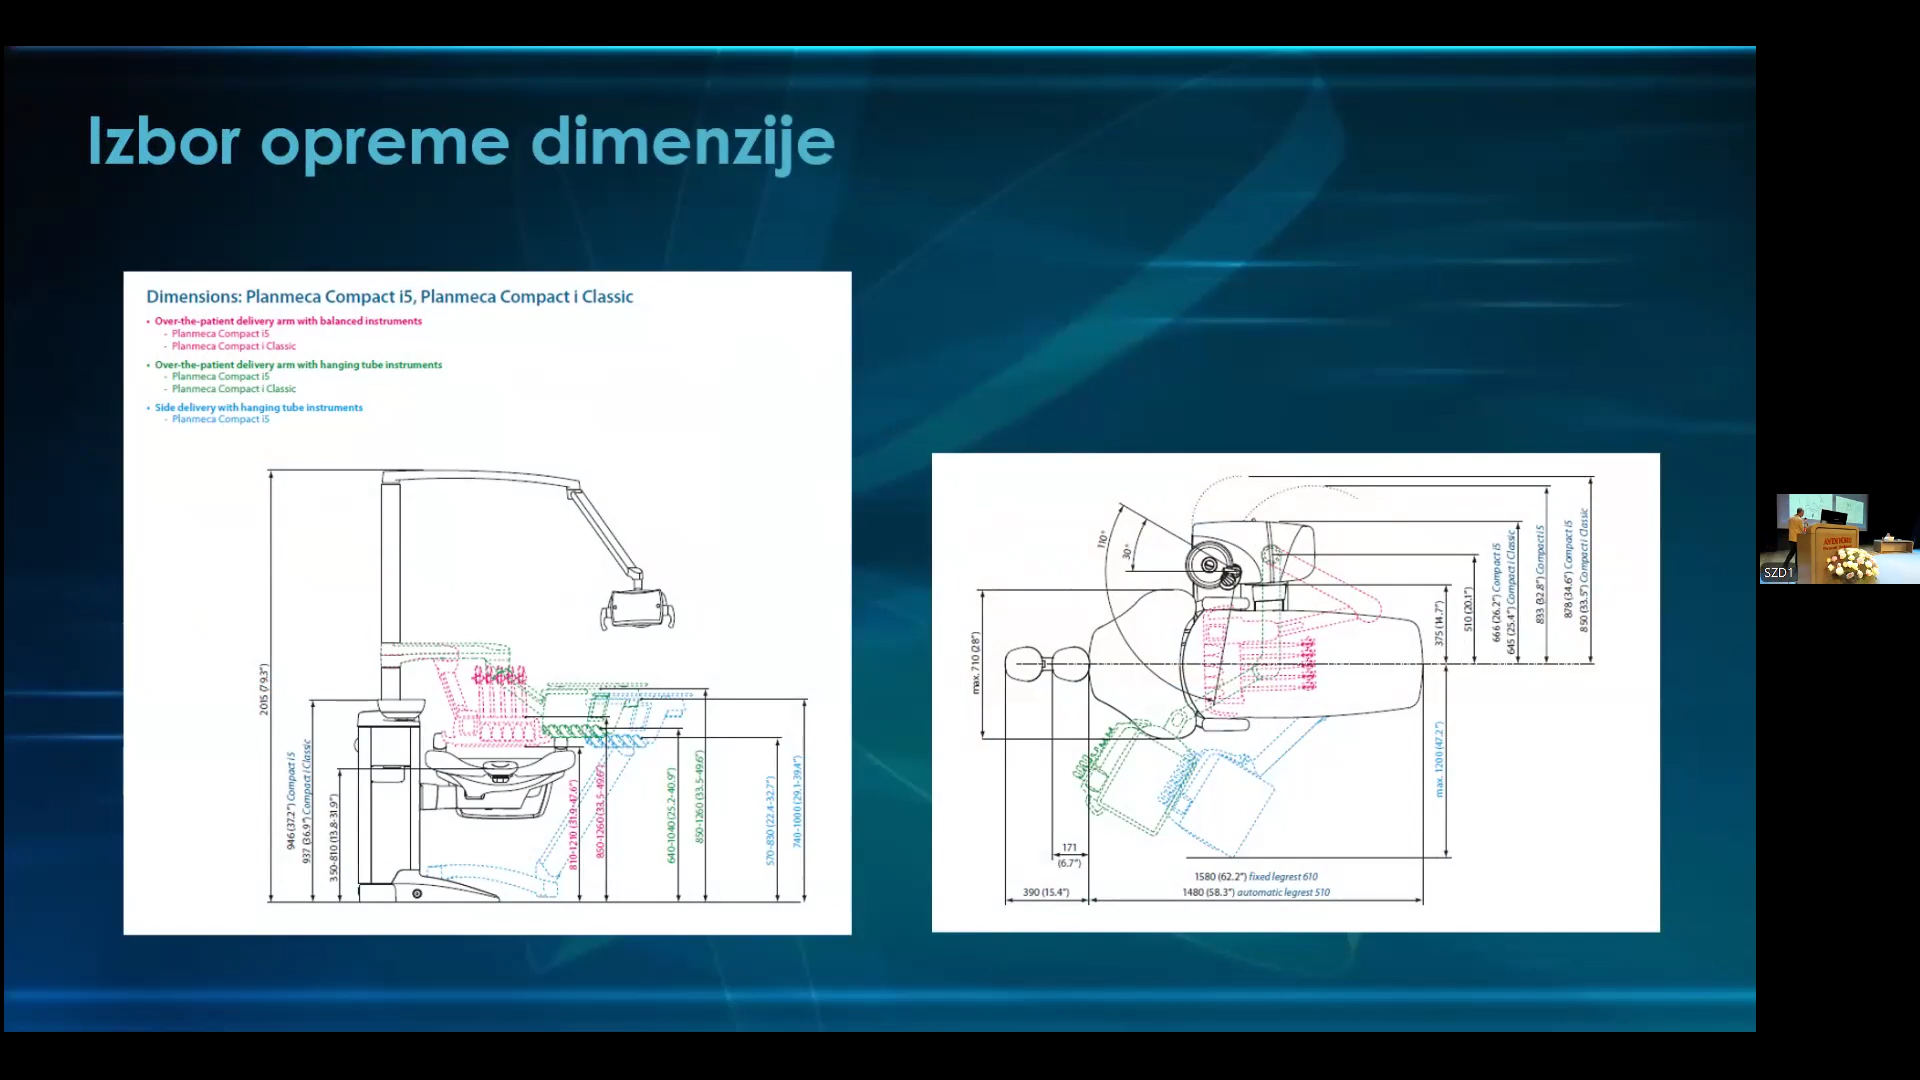 Izbor opreme dimenzije
Dimensions: Planmeca Compact i5, Planmeca Compact i Classic
• Over-the-patient delivery arm with balanced instruments
- Planmeca Compact i5
- Planmeca Compact i Classic
• Over-the-patient delivery arm with hanging tube instruments
- Planmeca Compact i5
- Planmeca Compact i Classic
• Side delivery with hanging tube instruments
- Planmeca Compact i5
946 (37.2") Compact i5
937 (36.9") Compact i Classic
350-810 (13.8-31.9")
810-1210 (31.9-47.6")
850-1260 (33.5-49.6")
640-1040 (25.2-40.9")
850-1260 (33.5-49.6")
570-830 (22.4-32.7")
740-1000 (29.1-39.4")
110°
30°
max. 710 (28")
375 (14.7")
510 (20.1")
666 (26.2") Compact i5
645 (25.4") Compact i Classic
833 (32.8") Compact i5
878 (34.6") Compact i5
850 (33.5") Compact i Classic
max. 1200 (47.2")
171
(6.7")
390 (15.4")
1580 (62.2") fixed legrest 610
1480 (58.3") automatic legrest 510
SZD1